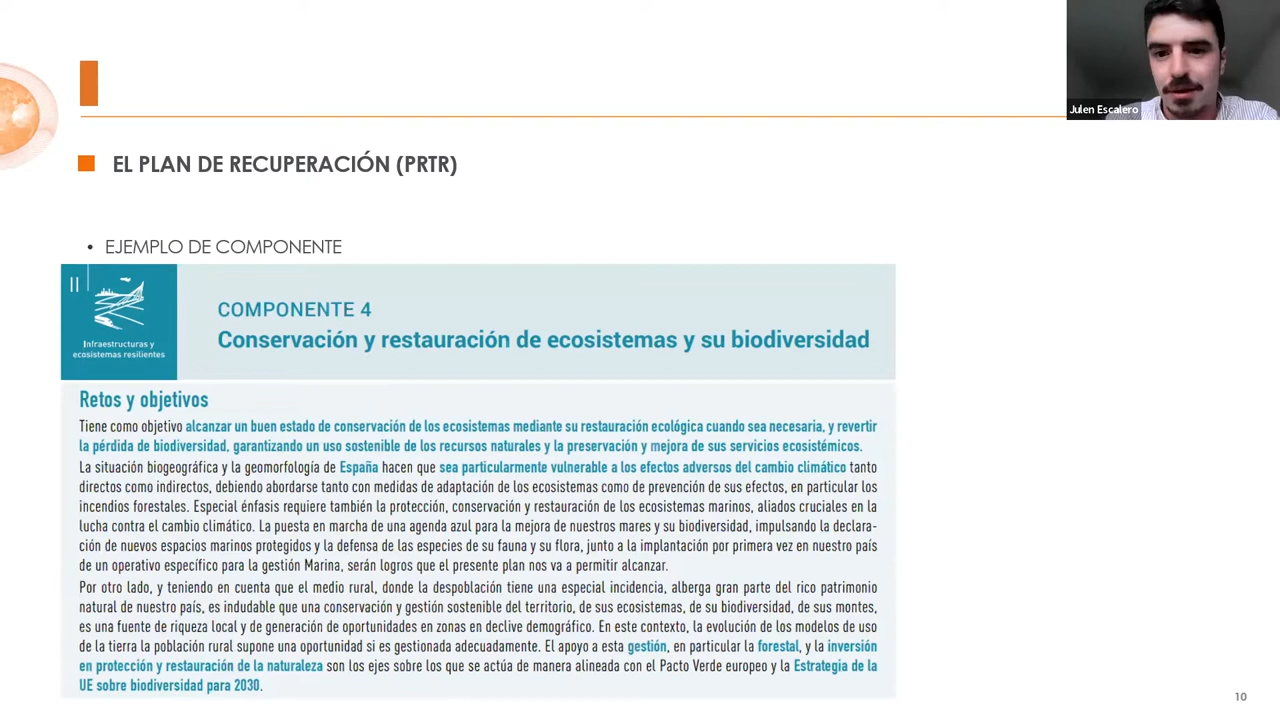 Julen Escalero
EL PLAN DE RECUPERACIÓN (PRTR)
• EJEMPLO DE COMPONENTE
II
Infraestructuras y
ecosistemas resilientes
COMPONENTE 4
Conservación y restauración de ecosistemas y su biodiversidad
Retos y objetivos
Tiene como objetivo alcanzar un buen estado de conservación de los ecosistemas mediante su restauración ecológica cuando sea necesaria, y revertir
la pérdida de biodiversidad, garantizando un uso sostenible de los recursos naturales y la preservación y mejora de sus servicios ecosistémicos.
La situación biogeográfica y la geomorfología de España hacen que sea particularmente vulnerable a los efectos adversos del cambio climático tanto
directos como indirectos, debiendo abordarse tanto con medidas de adaptación de los ecosistemas como de prevención de sus efectos, en particular los
incendios forestales. Especial énfasis requiere también la protección, conservación y restauración de los ecosistemas marinos, aliados cruciales en la
lucha contra el cambio climático. La puesta en marcha de una agenda azul para la mejora de nuestros mares y su biodiversidad, impulsando la declara-
ción de nuevos espacios marinos protegidos y la defensa de las especies de su fauna y su flora, junto a la implantación por primera vez en nuestro país
de un operativo específico para la gestión Marina, serán logros que el presente plan nos va a permitir alcanzar.
Por otro lado, y teniendo en cuenta que el medio rural, donde la despoblación tiene una especial incidencia, alberga gran parte del rico patrimonio
natural de nuestro país, es indudable que una conservación y gestión sostenible del territorio, de sus ecosistemas, de su biodiversidad, de sus montes,
es una fuente de riqueza local y de generación de oportunidades en zonas en declive demográfico. En este contexto, la evolución de los modelos de uso
de la tierra la población rural supone una oportunidad si es gestionada adecuadamente. El apoyo a esta gestión, en particular la forestal, y la inversión
en protección y restauración de la naturaleza son los ejes sobre los que se actúa de manera alineada con el Pacto Verde europeo y la Estrategia de la
UE sobre biodiversidad para 2030.
10